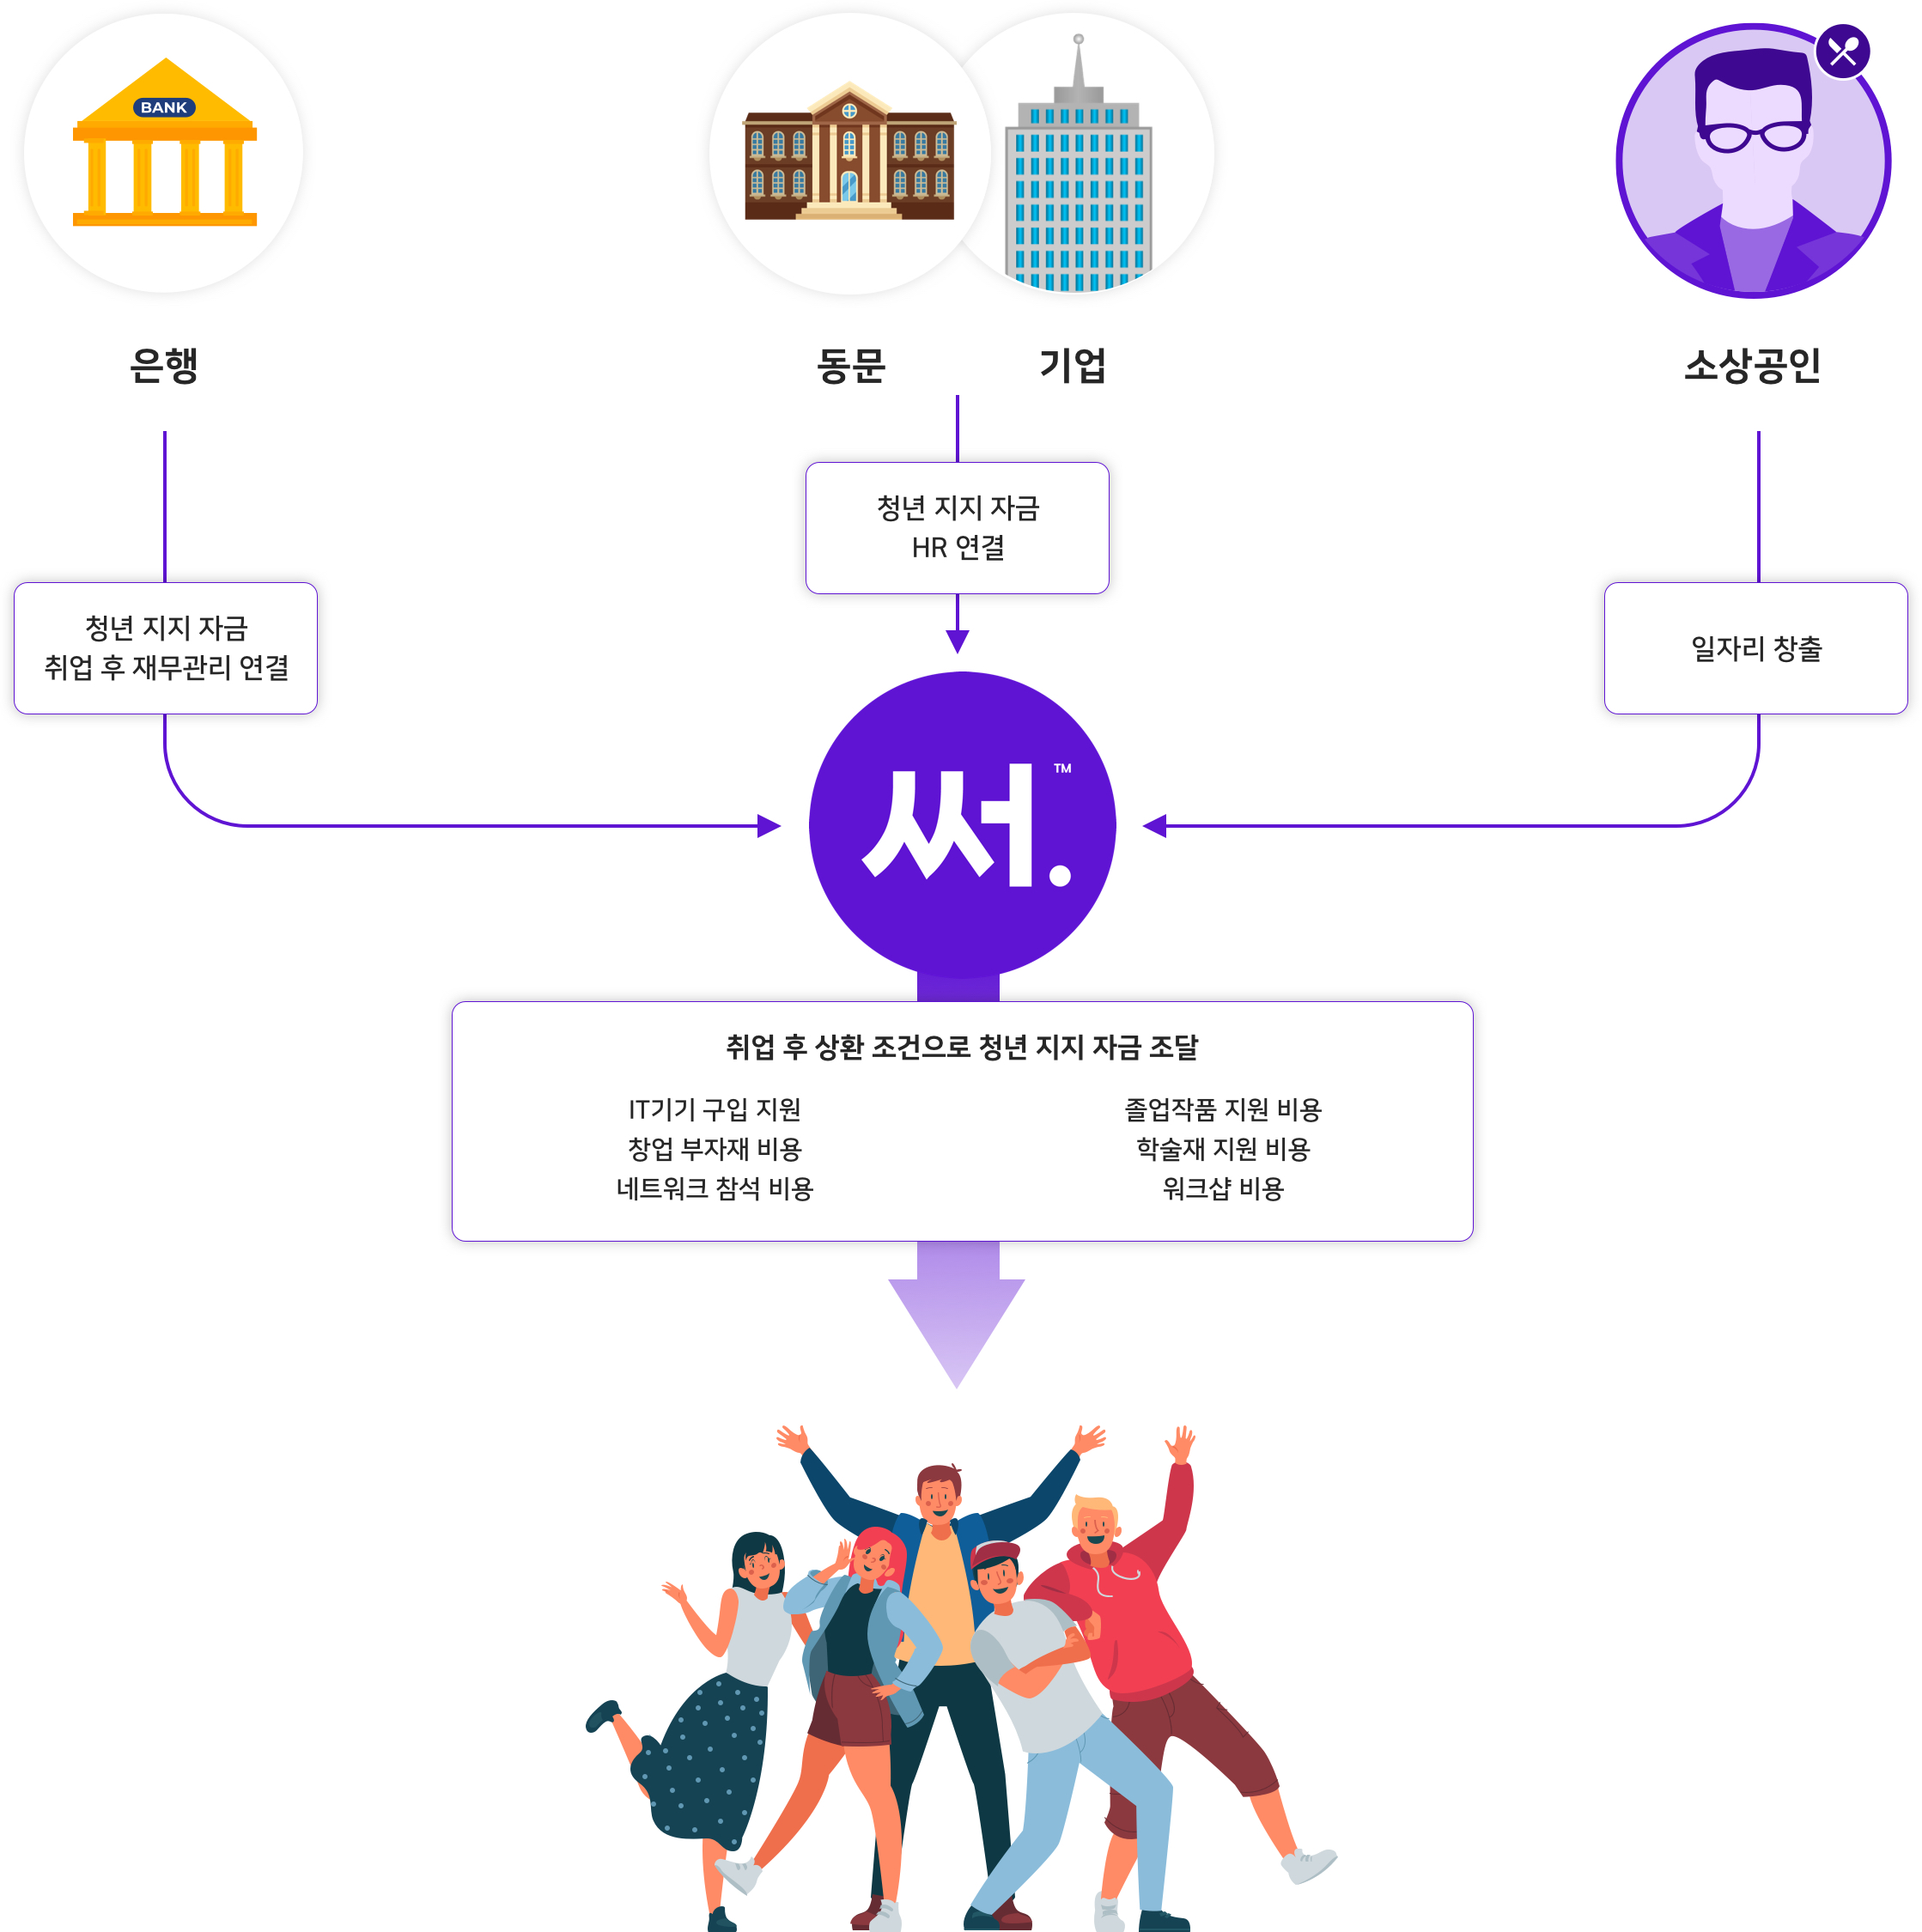 BANK
은행
동문
기업
소상공인
청년 지지 자금
HR 연결
청년 지지 자금
취업 후 재무관리 연결
일자리 창출
써.™
취업 후 상환 조건으로 청년 지지 자금 조달
IT기기 구입 지원
창업 부자재 비용
네트워크 참석 비용
졸업작품 지원 비용
학술재 지원 비용
워크샵 비용